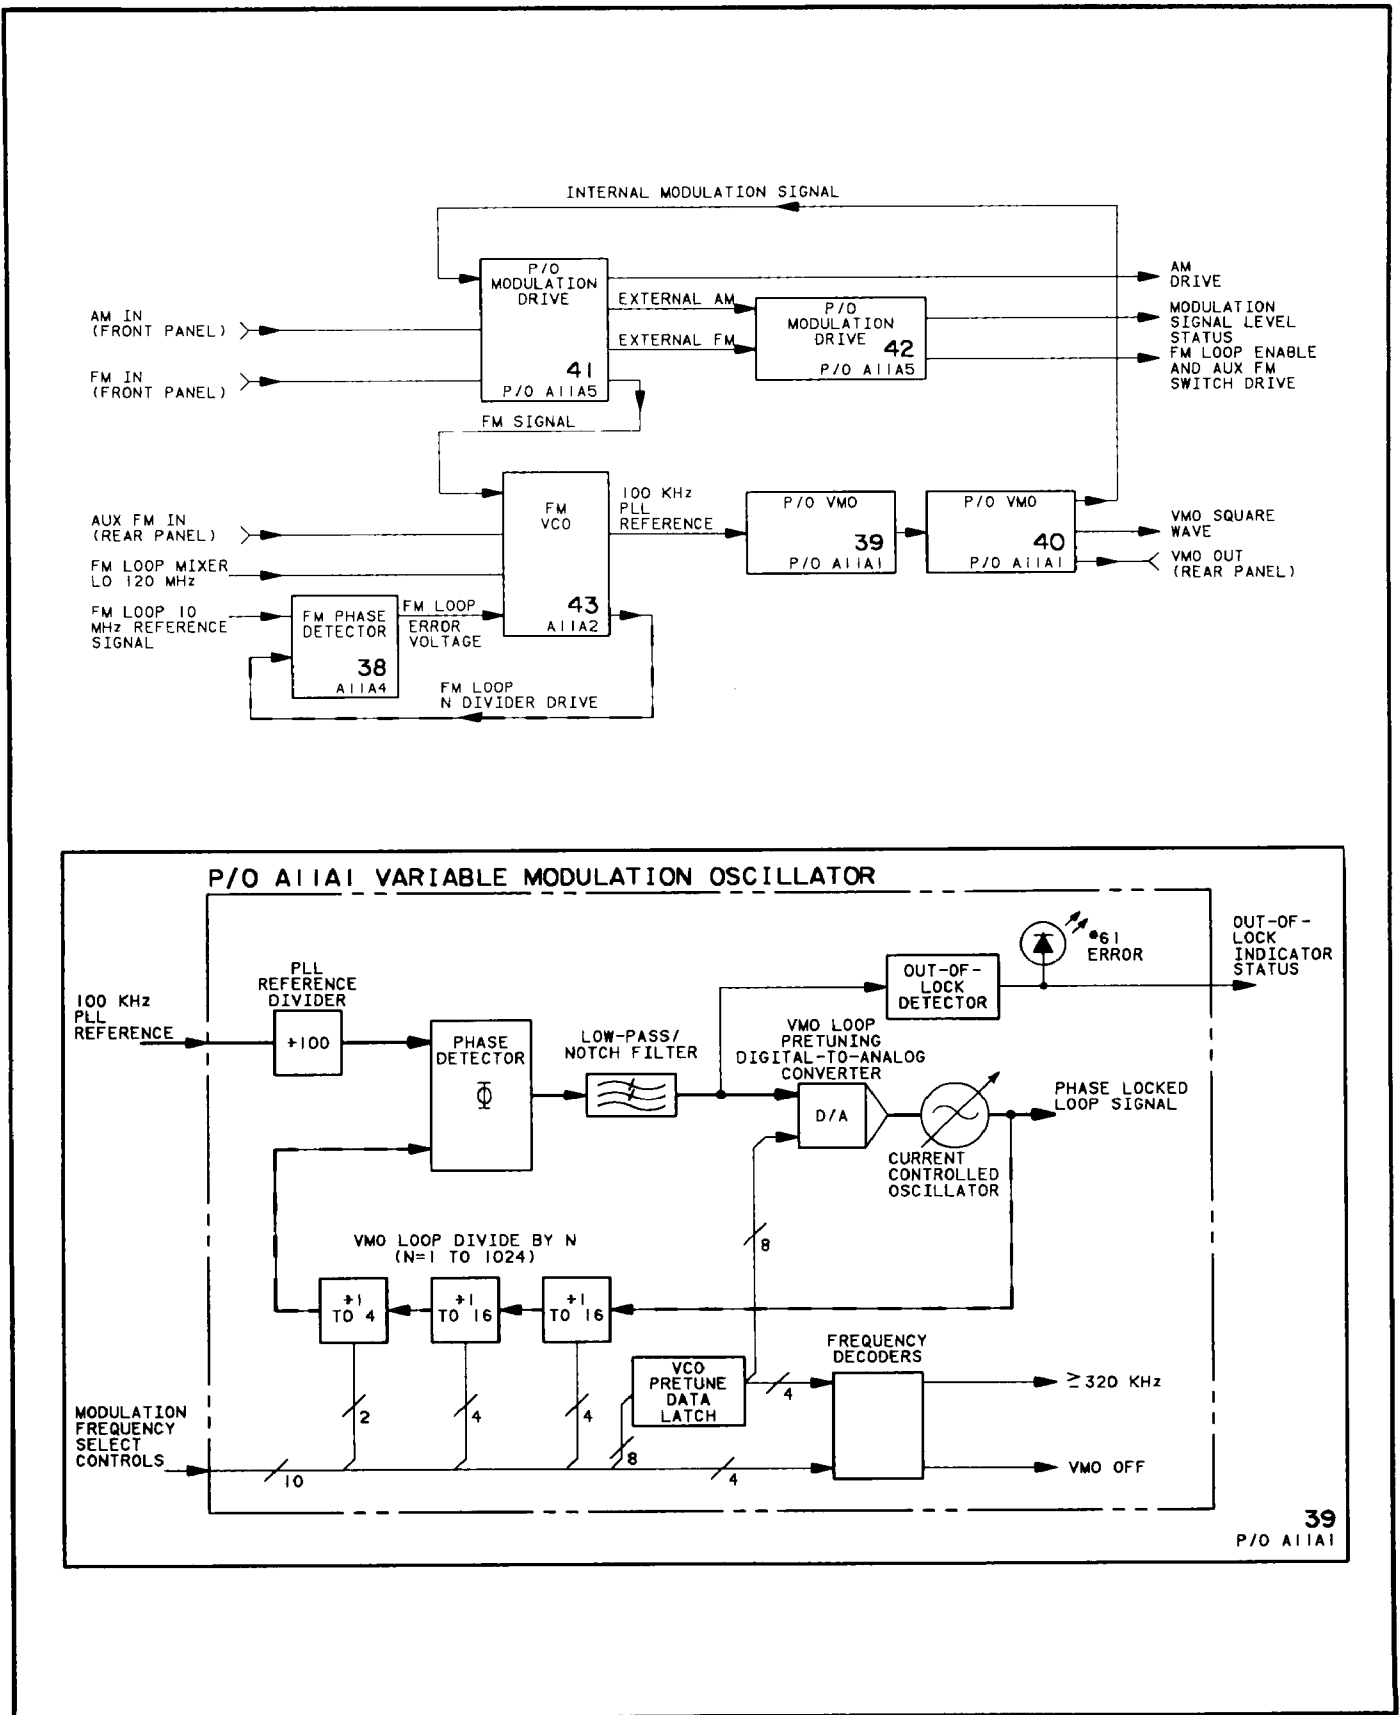 INTERNAL MODULATION SIGNAL
P/O
MODULATION
DRIVE
41
P/O A11A5
AM IN
(FRONT PANEL)
FM IN
(FRONT PANEL)
EXTERNAL AM
EXTERNAL FM
P/O
MODULATION
DRIVE
42
P/O A11A5
AM
DRIVE
MODULATION
SIGNAL LEVEL
STATUS
FM LOOP ENABLE
AND AUX FM
SWITCH DRIVE
FM SIGNAL
AUX FM IN
(REAR PANEL)
FM LOOP MIXER
LO 120 MHz
FM LOOP 10
MHz REFERENCE
SIGNAL
FM PHASE
DETECTOR
38
A11A4
FM LOOP
ERROR
VOLTAGE
FM
VCO
43
A11A2
FM LOOP
N DIVIDER DRIVE
100 KHz
PLL
REFERENCE
P/O VMO
39
P/O A11A1
P/O VMO
40
P/O A11A1
VMO SQUARE
WAVE
VMO OUT
(REAR PANEL)
P/O A11A1 VARIABLE MODULATION OSCILLATOR
100 KHz
PLL
REFERENCE
PLL
REFERENCE
DIVIDER
÷100
PHASE
DETECTOR
Φ
LOW-PASS/
NOTCH FILTER
OUT-OF-
LOCK
DETECTOR
*61
ERROR
OUT-OF-
LOCK
INDICATOR
STATUS
VMO LOOP
PRETUNING
DIGITAL-TO-ANALOG
CONVERTER
D/A
CURRENT
CONTROLLED
OSCILLATOR
PHASE LOCKED
LOOP SIGNAL
8
VMO LOOP DIVIDE BY N
(N=1 TO 1024)
÷1
TO 4
÷1
TO 16
÷1
TO 16
2
4
4
VCO
PRETUNE
DATA
LATCH
8
4
FREQUENCY
DECODERS
≥320 KHz
VMO OFF
MODULATION
FREQUENCY
SELECT
CONTROLS
10
4
39
P/O A11A1